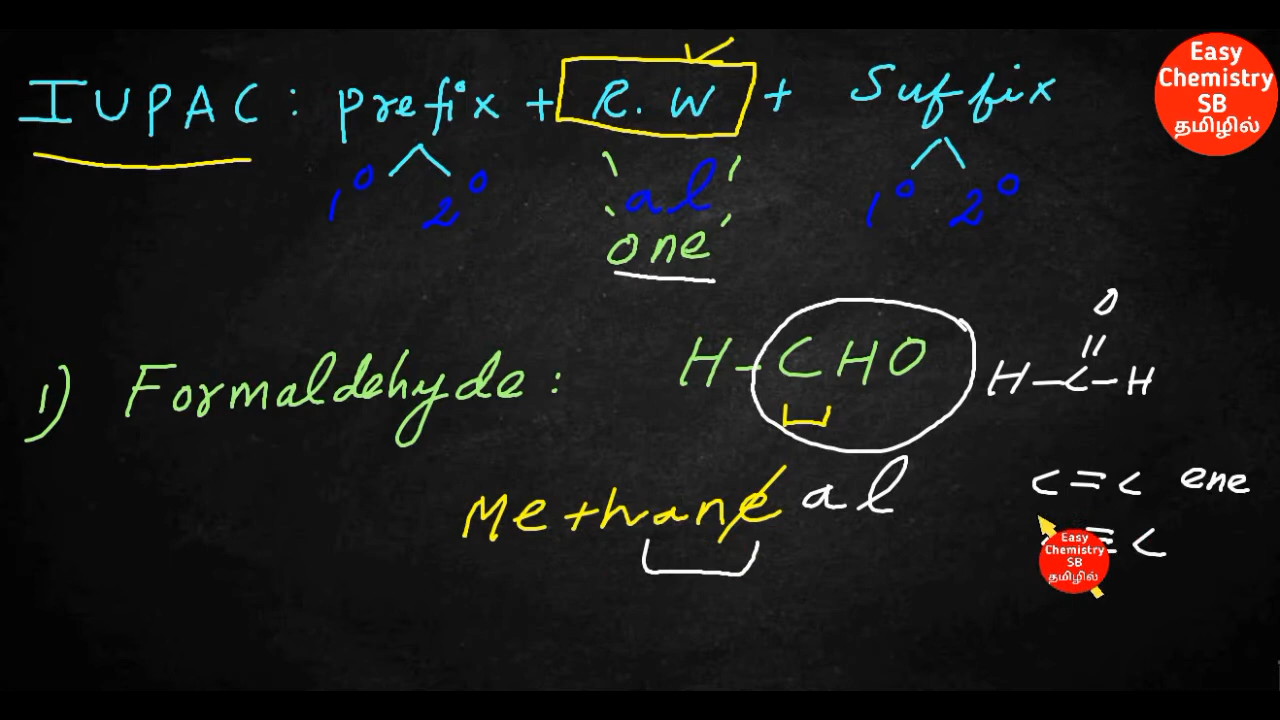 Easy
Chemistry
SB
தமிழில்
IUPAC : prefix + R.W + Suffix
1° 2° al 1° 2°
one
O
||
1) Formaldehyde : H-CHO H-C-H
Methane al
C=C ene
≡C
Easy
Chemistry
SB
தமிழில்